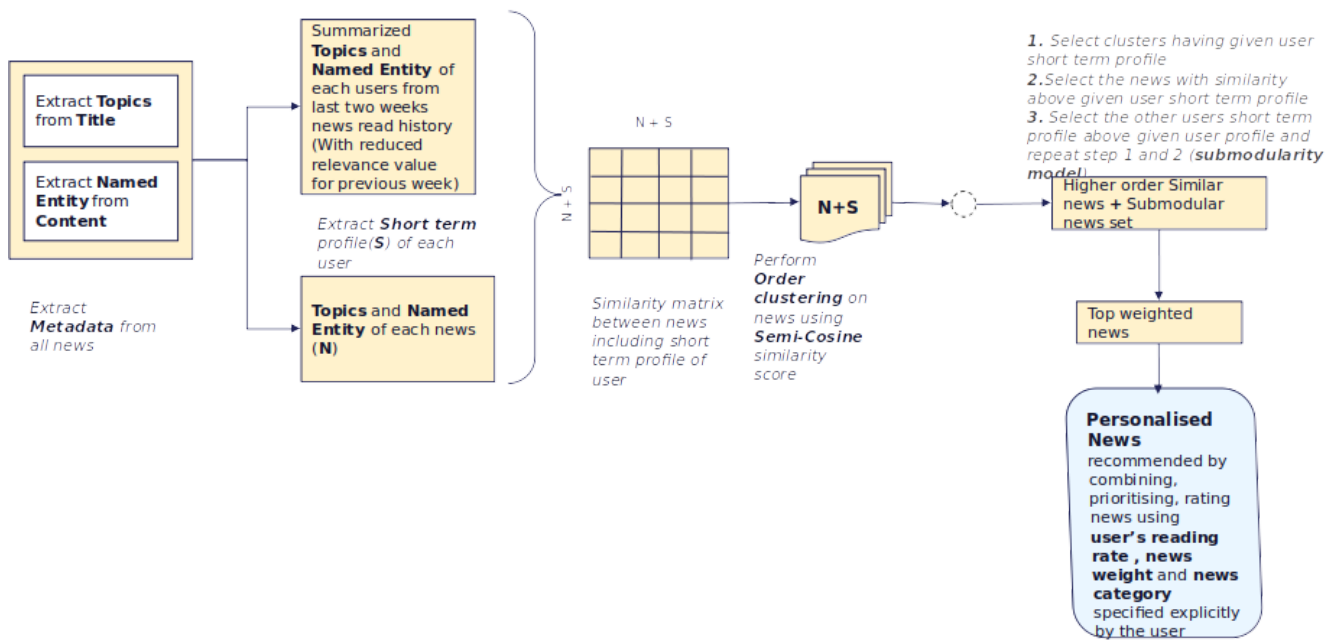 Extract Topics
from Title
Extract Named
Entity from
Content
Extract
Metadata from
all news
Summarized
Topics and
Named Entity of
each users from
last two weeks
news read history
(With reduced
relevance value
for previous week)
Extract Short term
profile(S) of each
user
Topics and Named
Entity of each news
(N)
N + S
N + S
Similarity matrix
between news
including short
term profile of
user
N+S
Perform
Order
clustering on
news using
Semi-Cosine
similarity
score
1. Select clusters having given user
short term profile
2.Select the news with similarity
above given user short term profile
3. Select the other users short term
profile above given user profile and
repeat step 1 and 2 (submodularity
model)
Higher order Similar
news + Submodular
news set
Top weighted
news
Personalised
News
recommended by
combining,
prioritising, rating
news using
user's reading
rate , news
weight and news
category
specified explicitly
by the user